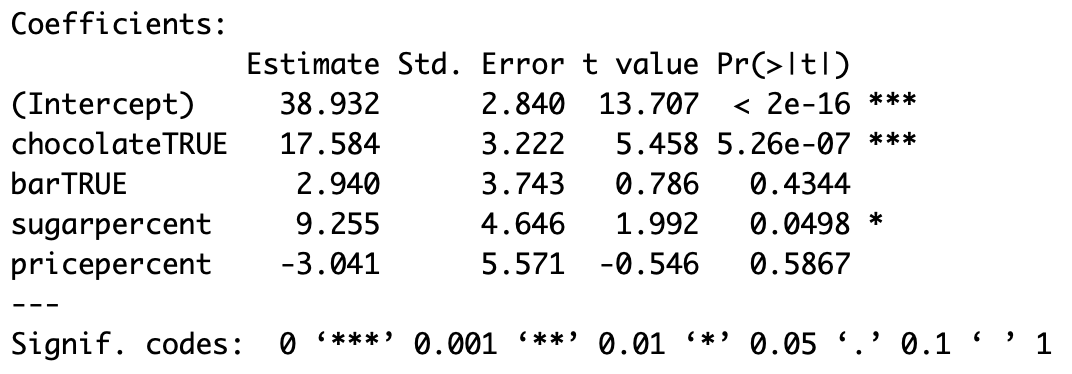 Coefficients:
Estimate Std. Error t value Pr(>|t|)
(Intercept) 38.932 2.840 13.707 < 2e-16 ***
chocolateTRUE 17.584 3.222 5.458 5.26e-07 ***
barTRUE 2.940 3.743 0.786 0.4344
sugarpercent 9.255 4.646 1.992 0.0498 *
pricepercent -3.041 5.571 -0.546 0.5867
---
Signif. codes: 0 ‘***’ 0.001 ‘**’ 0.01 ‘*’ 0.05 ‘.’ 0.1 ‘ ’ 1